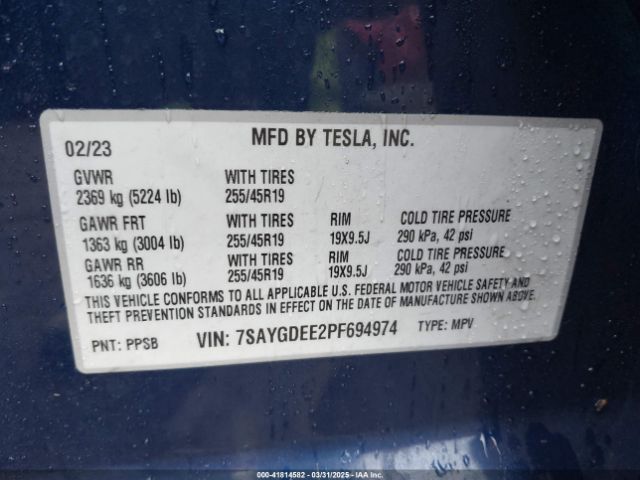 02/23 MFD BY TESLA, INC.
GVWR WITH TIRES
2369 kg (5224 lb) 255/45R19
GAWR FRT WITH TIRES RIM COLD TIRE PRESSURE
1363 kg (3004 lb) 255/45R19 19X9.5J 290 kPa, 42 psi
GAWR RR WITH TIRES RIM COLD TIRE PRESSURE
1636 kg (3606 lb) 255/45R19 19X9.5J 290 kPa, 42 psi
THIS VEHICLE CONFORMS TO ALL APPLICABLE U.S. FEDERAL MOTOR VEHICLE SAFETY AND
THEFT PREVENTION STANDARDS IN EFFECT ON THE DATE OF MANUFACTURE SHOWN ABOVE.
PNT: PPSB VIN: 7SAYGDEE2PF694974 TYPE: MPV
000-41814582 - 03/31/2025 - IAA Inc.